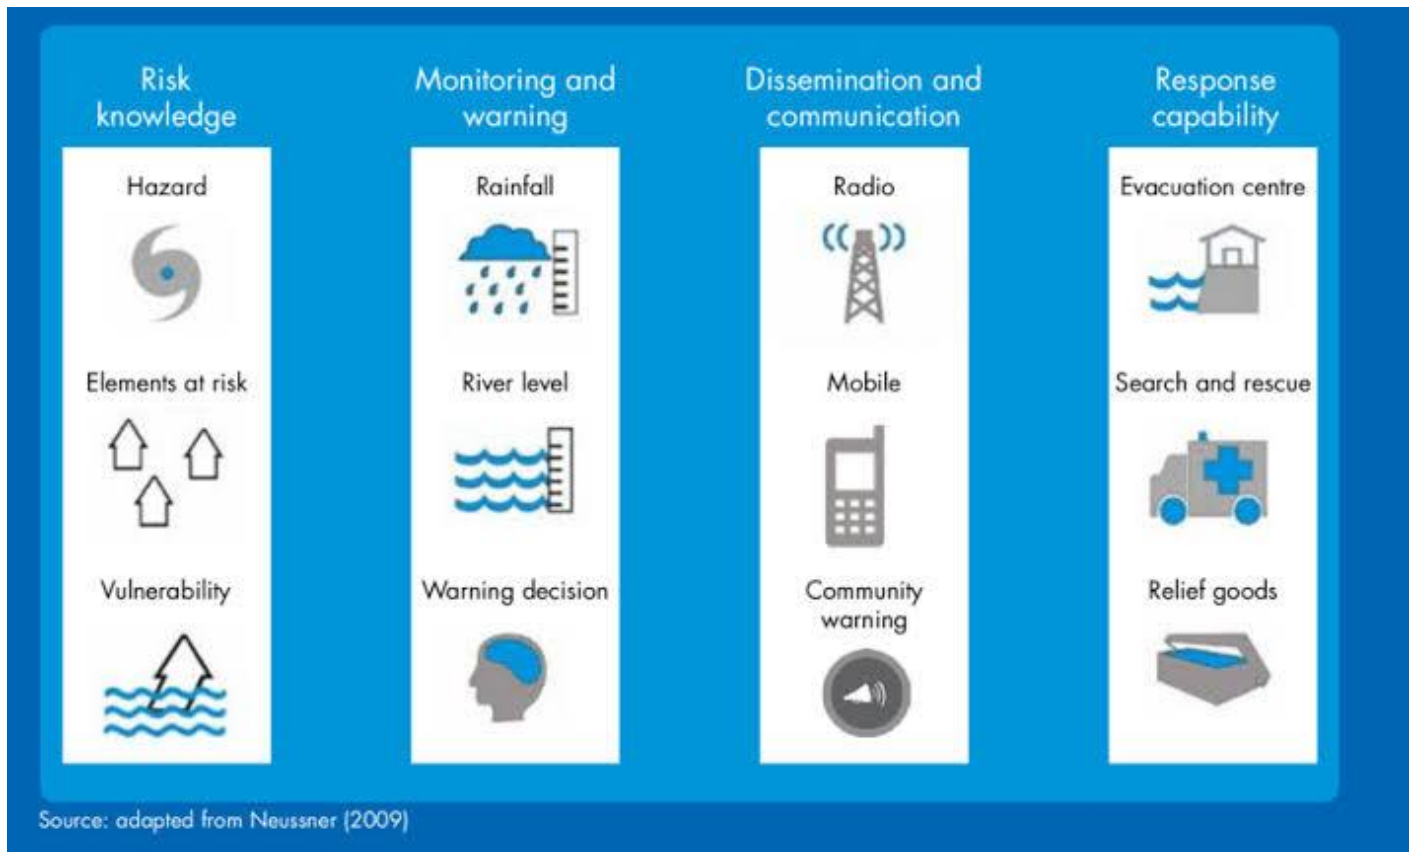 Risk
knowledge
Monitoring and
warning
Dissemination and
communication
Response
capability
Hazard
Elements at risk
Vulnerability
Rainfall
River level
Warning decision
Radio
Mobile
Community
warning
Evacuation centre
Search and rescue
Relief goods
Source: adapted from Neussner (2009)